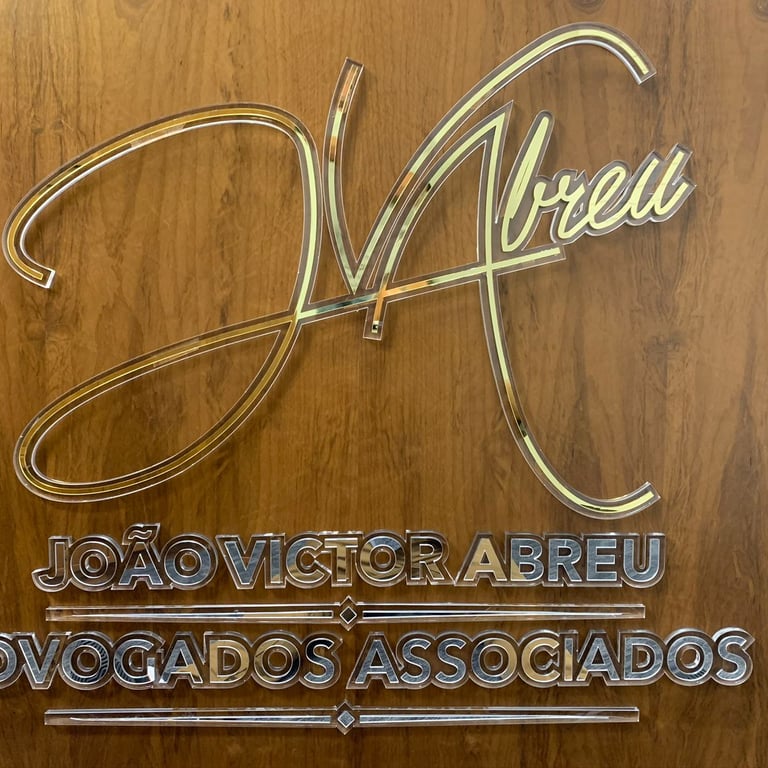 JVAbreu
JOÃO VICTOR ABREU
DVOGADOS ASSOCIADOS